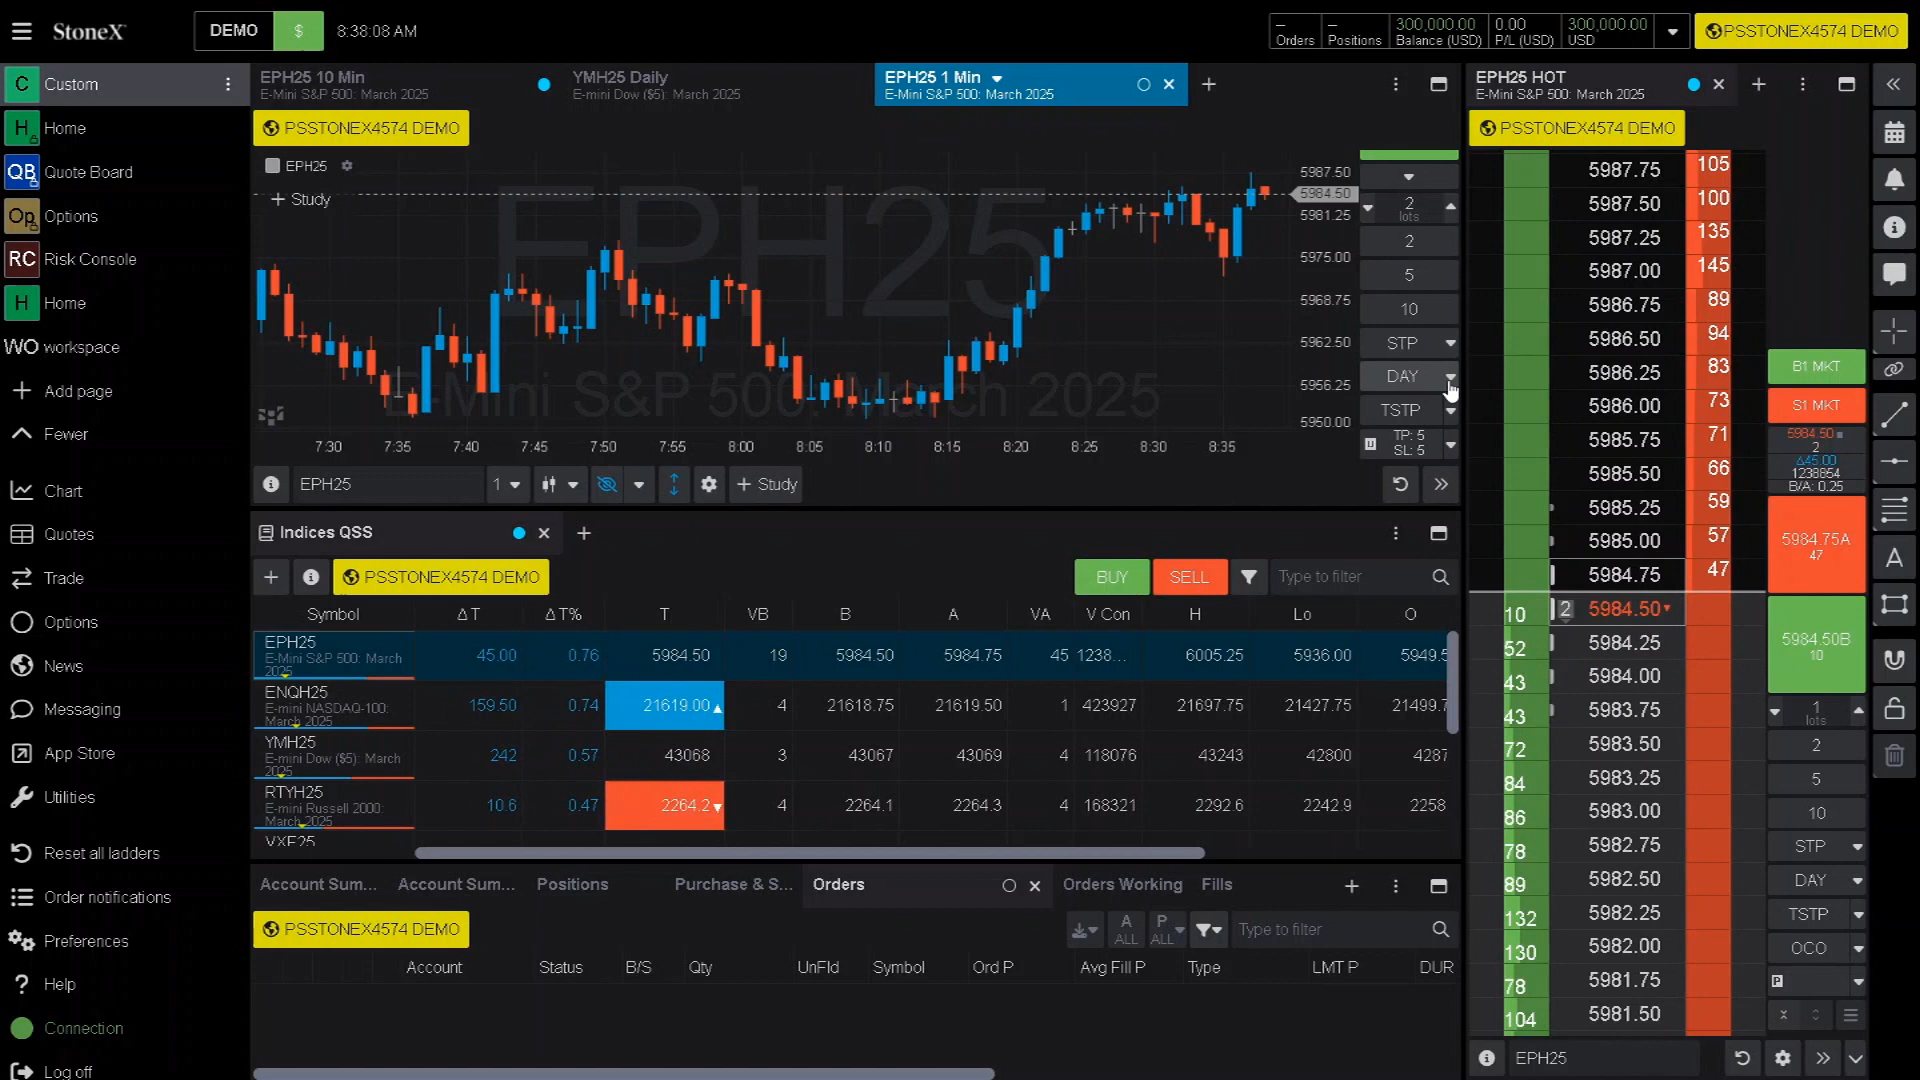 StoneX
DEMO
$
8:38:08 AM
–
Orders
–
Positions
300,000.00
Balance (USD)
0.00
P/L (USD)
300,000.00
USD
PSSTONEX4574 DEMO
C Custom
H Home
QB Quote Board
Op Options
RC Risk Console
H Home
WO workspace
Add page
Fewer
Chart
Quotes
Trade
Options
News
Messaging
App Store
Utilities
Reset all ladders
Order notifications
Preferences
Help
Connection
Log off
EPH25 10 Min
E-Mini S&P 500: March 2025
YMH25 Daily
E-mini Dow ($5): March 2025
EPH25 1 Min
E-Mini S&P 500: March 2025
PSSTONEX4574 DEMO
EPH25
+ Study
EPH25
E-Mini S&P 500: March 2025
5987.50
5984.50
5981.25
5975.00
5968.75
5962.50
5956.25
5950.00
7:30 7:35 7:40 7:45 7:50 7:55 8:00 8:05 8:10 8:15 8:20 8:25 8:30 8:35
2
lots
2
5
10
STP
DAY
TSTP
TP: 5
SL: 5
EPH25
1
+ Study
Indices QSS
PSSTONEX4574 DEMO
BUY
SELL
Type to filter
Symbol Δ T Δ T% T VB B A VA V Con H Lo O
EPH25
E-Mini S&P 500: March 2025
45.00 0.76 5984.50 19 5984.50 5984.75 45 1238... 6005.25 5936.00 5949.5
ENQH25
E-mini NASDAQ-100: March 2025
159.50 0.74 21619.00 4 21618.75 21619.50 1 423927 21697.75 21427.75 21499.7
YMH25
E-mini Dow ($5): March 2025
242 0.57 43068 3 43067 43069 4 118076 43243 42800 4287
RTYH25
E-mini Russell 2000: March 2025
10.6 0.47 2264.2 4 2264.1 2264.3 4 168321 2292.6 2242.9 2258
Account Sum...
Account Sum...
Positions
Purchase & S...
Orders
Orders Working
Fills
PSSTONEX4574 DEMO
A
ALL
P
ALL
Type to filter
Account Status B/S Qty UnFld Symbol Ord P Avg Fill P Type LMT P DUR
EPH25 HOT
E-Mini S&P 500: March 2025
PSSTONEX4574 DEMO
5987.75 105
5987.50 100
5987.25 135
5987.00 145
5986.75 89
5986.50 94
5986.25 83
5986.00 73
5985.75 71
5985.50 66
5985.25 59
5985.00 57
5984.75 47
10 2 5984.50
52 5984.25
43 5984.00
43 5983.75
72 5983.50
84 5983.25
86 5983.00
78 5982.75
89 5982.50
132 5982.25
130 5982.00
78 5981.75
104 5981.50
B1 MKT
S1 MKT
5984.50
2
Δ45.00
1238854
B/A: 0.25
5984.75A
47
5984.50B
10
1
lots
2
5
10
STP
DAY
TSTP
OCO
P
EPH25
A